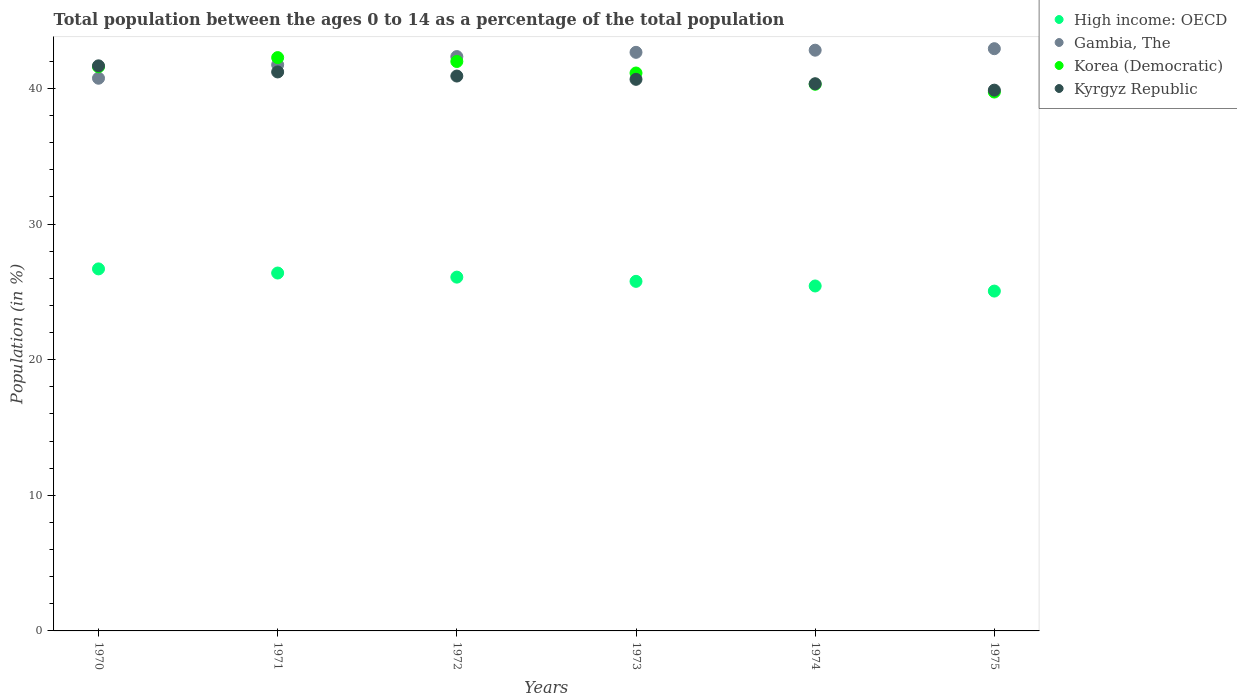 Total population between the ages 0 to 14 as a percentage of the total population
High income: OECD
Gambia, The
Korea (Democratic)
Kyrgyz Republic
Population (in %)
40
30
20
10
0
1970
1971
1972
1973
1974
1975
Years